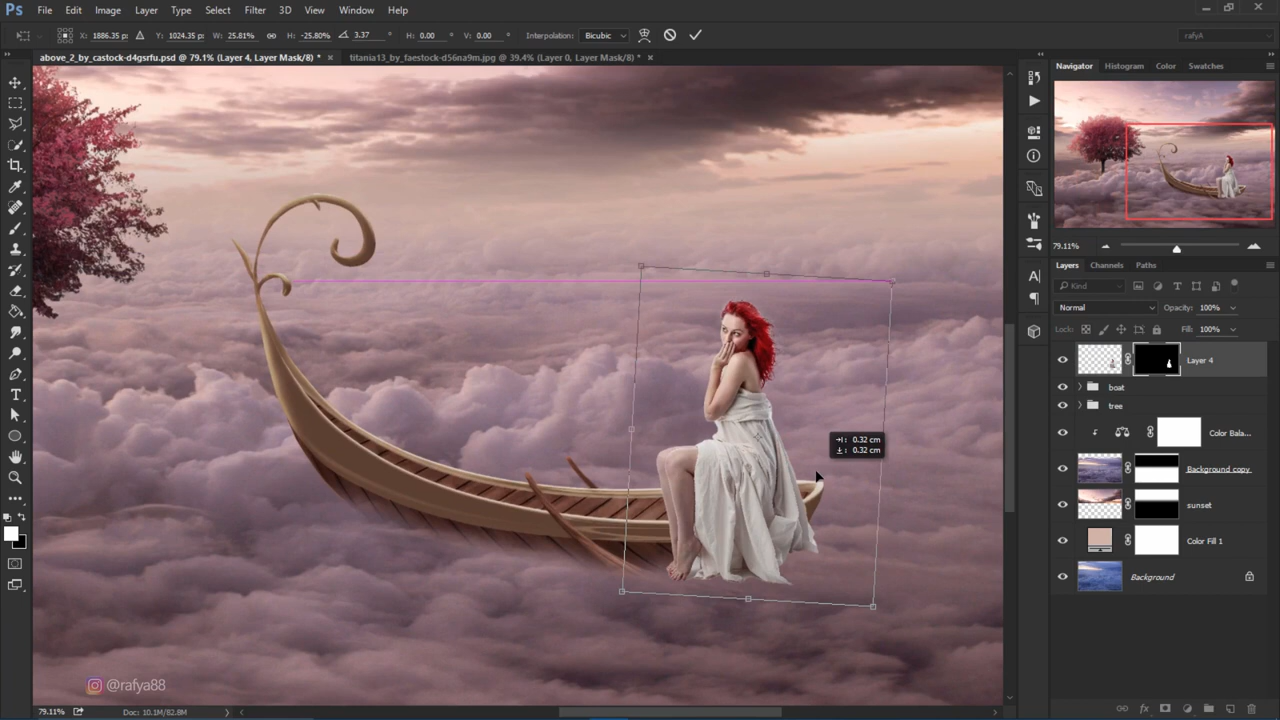 Ps File Edit Image Layer Type Select Filter 3D View Window Help
X: 1886.35 p: Y: 1024.35 p: W: 25.81% H: -25.80% 3.37 ° H: 0.00 ° V: 0.00 ° Interpolation: Bicubic rafyA
above_2_by_castock-d4gsrfu.psd @ 79.1% (Layer 4, Layer Mask/8) * × titania13_by_faestock-d56na9m.jpg @ 39.4% (Layer 0, Layer Mask/8) * ×
Navigator Histogram Color Swatches
79.11%
Layers Channels Paths
Kind
Normal Opacity: 100%
Lock: Fill: 100%
Layer 4
boat
tree
Color Bala...
Background copy
sunset
Color Fill 1
Background
0.32 cm
0.32 cm
@rafya88
79.11% Doc: 10.1M/82.8M